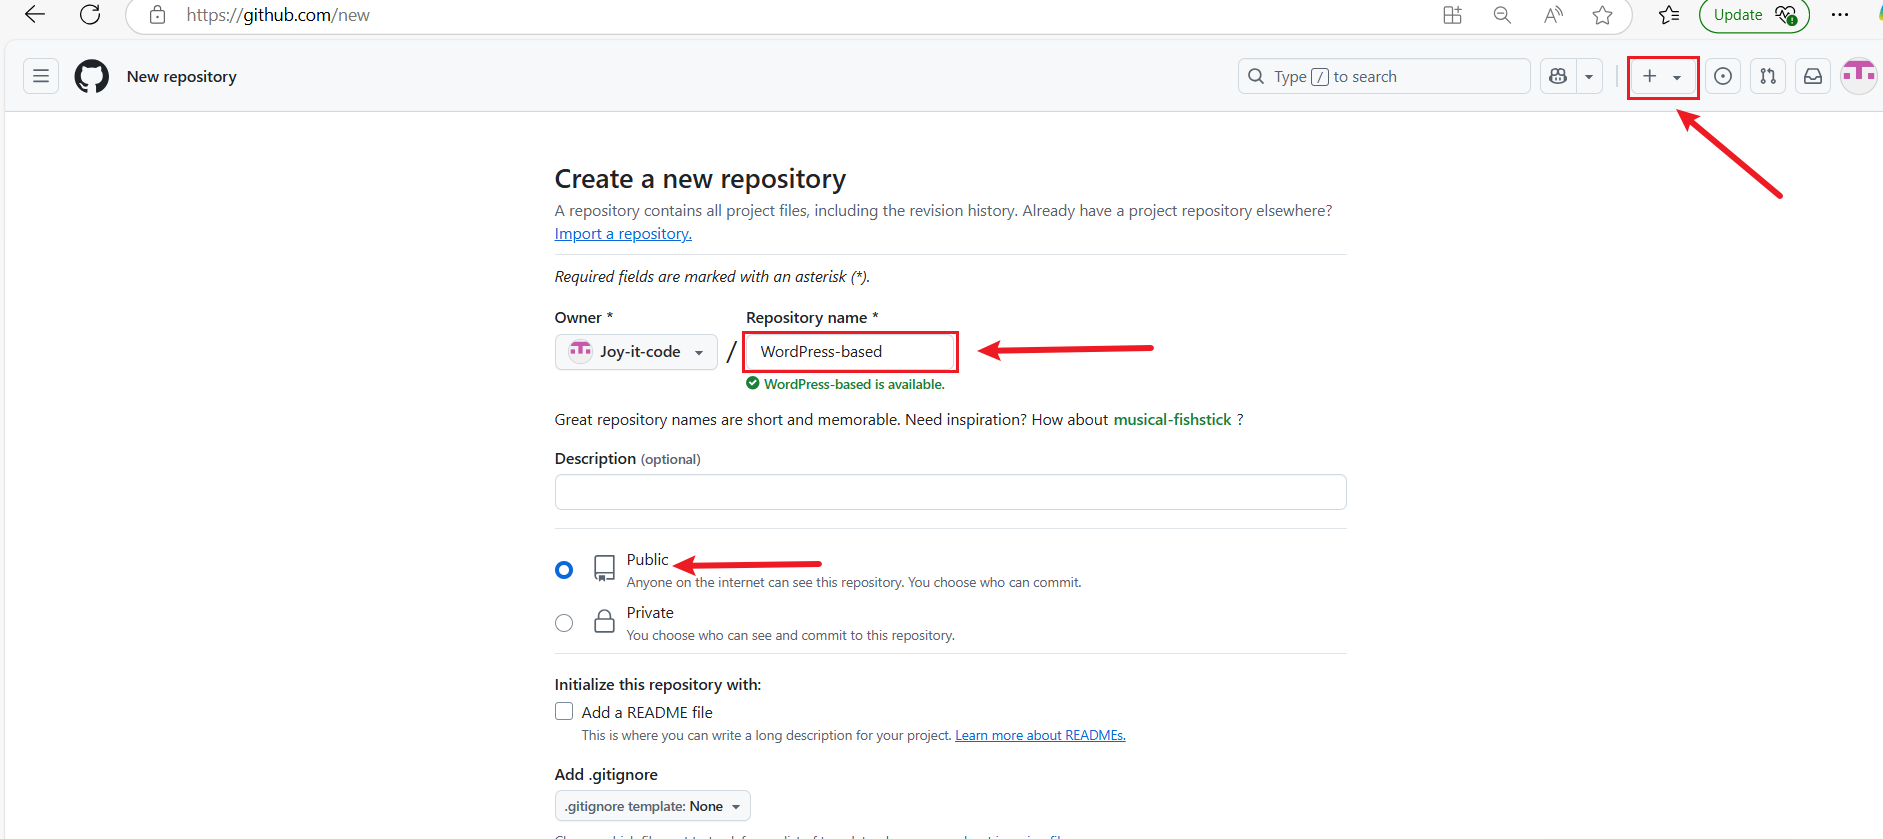 https://github.com/new
Update
New repository
Type / to search
Create a new repository
A repository contains all project files, including the revision history. Already have a project repository elsewhere?
Import a repository.
Required fields are marked with an asterisk (*).
Owner *
Repository name *
Joy-it-code
/
WordPress-based
WordPress-based is available.
Great repository names are short and memorable. Need inspiration? How about musical-fishstick ?
Description (optional)
Public
Anyone on the internet can see this repository. You choose who can commit.
Private
You choose who can see and commit to this repository.
Initialize this repository with:
Add a README file
This is where you can write a long description for your project. Learn more about READMEs.
Add .gitignore
.gitignore template: None